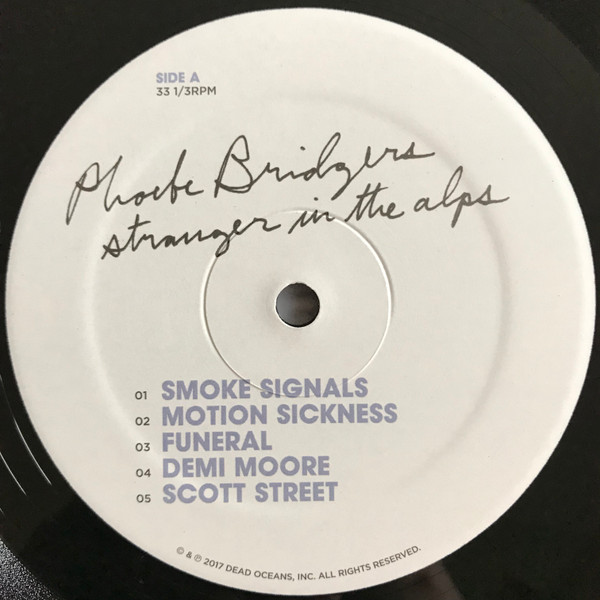 SIDE A
33 1/3RPM
Phoebe Bridgers
stranger in the alps
01 SMOKE SIGNALS
02 MOTION SICKNESS
03 FUNERAL
04 DEMI MOORE
05 SCOTT STREET
© & ℗ 2017 DEAD OCEANS, INC. ALL RIGHTS RESERVED.